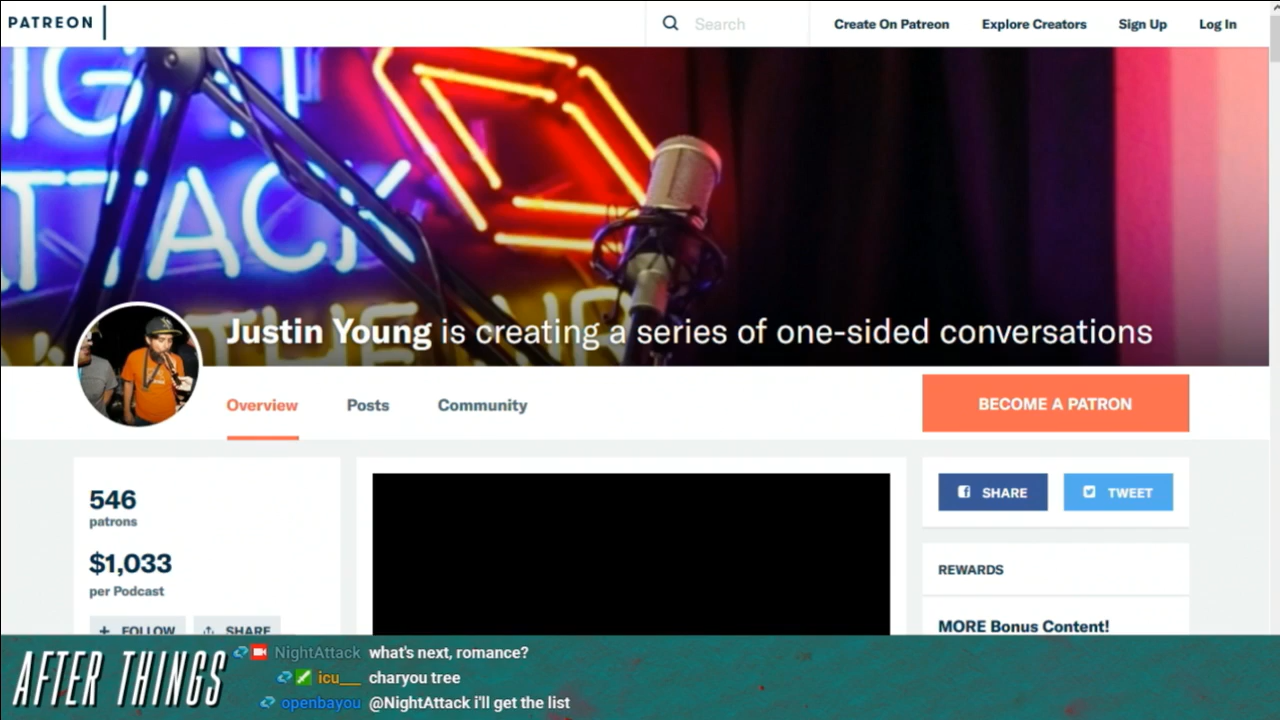 PATREON
Search
Create On Patreon
Explore Creators
Sign Up
Log In
Justin Young is creating a series of one-sided conversations
Overview
Posts
Community
BECOME A PATRON
546
patrons
$1,033
per Podcast
+ FOLLOW
SHARE
SHARE
TWEET
REWARDS
MORE Bonus Content!
AFTER THINGS
NightAttack what's next, romance?
icu___ charyou tree
openbayou @NightAttack i'll get the list